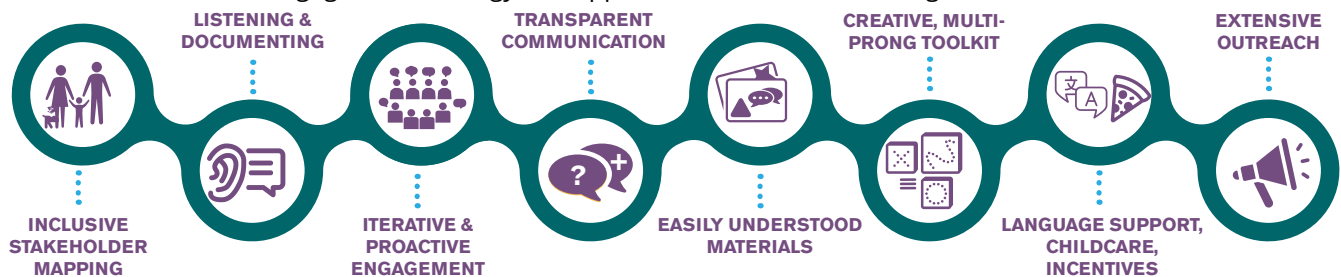 LISTENING &
DOCUMENTING
TRANSPARENT
COMMUNICATION
CREATIVE, MULTI-
PRONG TOOLKIT
EXTENSIVE
OUTREACH
文
A
?
+
INCLUSIVE
STAKEHOLDER
MAPPING
ITERATIVE &
PROACTIVE
ENGAGEMENT
EASILY UNDERSTOOD
MATERIALS
LANGUAGE SUPPORT,
CHILDCARE,
INCENTIVES